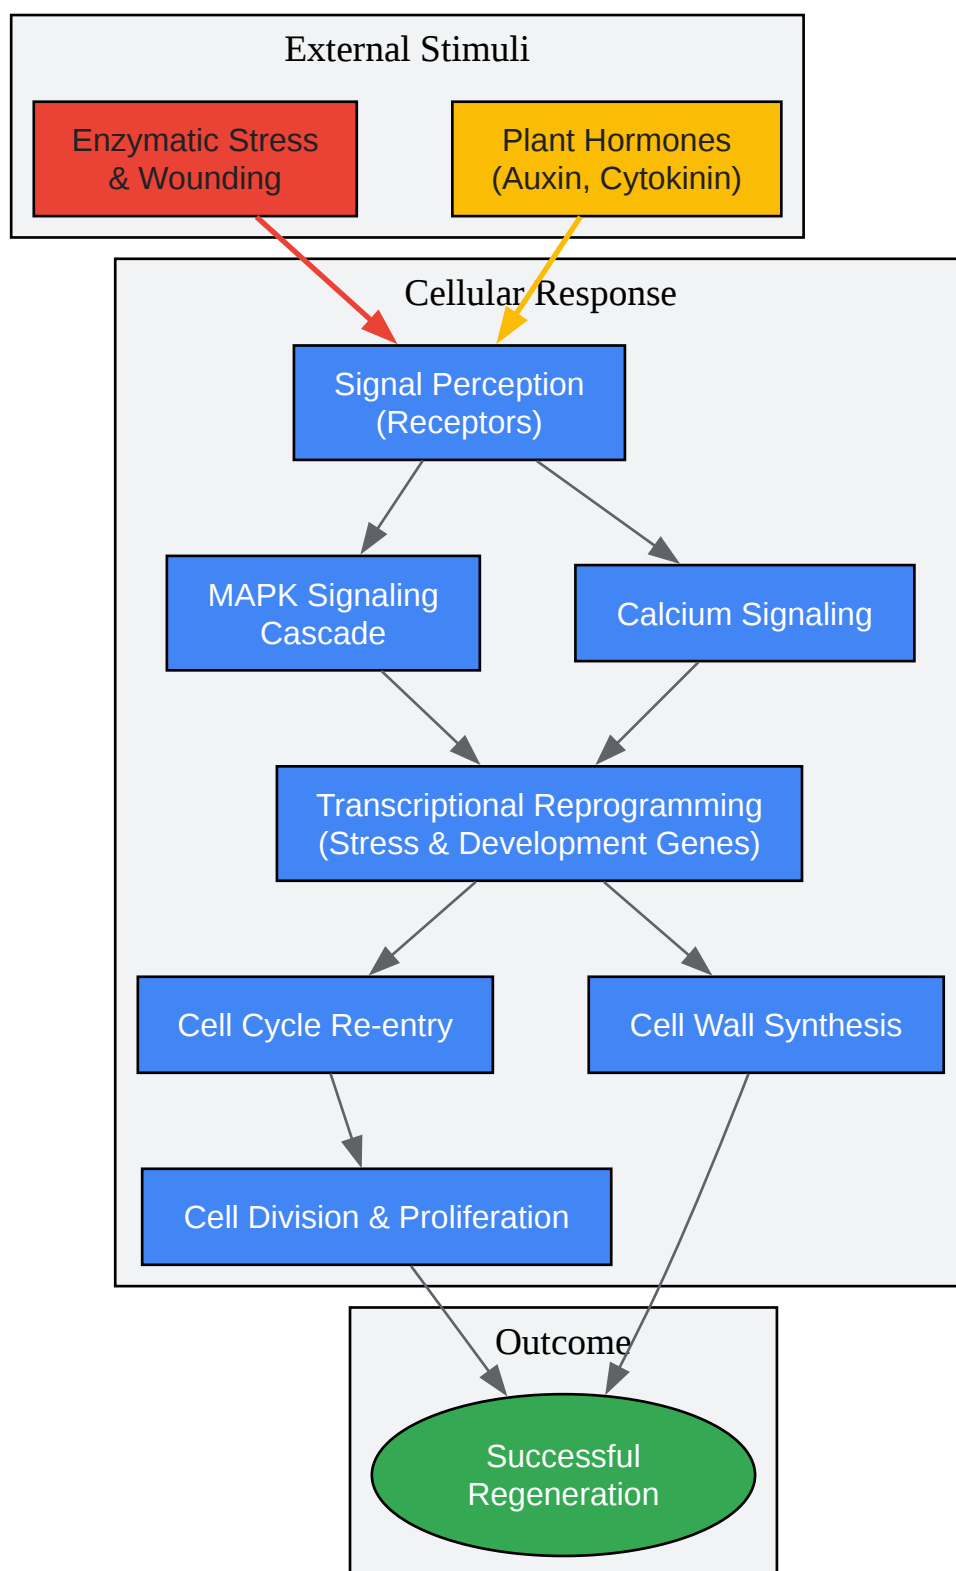 External Stimuli
Enzymatic Stress
& Wounding
Plant Hormones
(Auxin, Cytokinin)
Cellular Response
Signal Perception
(Receptors)
MAPK Signaling
Cascade
Calcium Signaling
Transcriptional Reprogramming
(Stress & Development Genes)
Cell Cycle Re-entry
Cell Wall Synthesis
Cell Division & Proliferation
Outcome
Successful
Regeneration